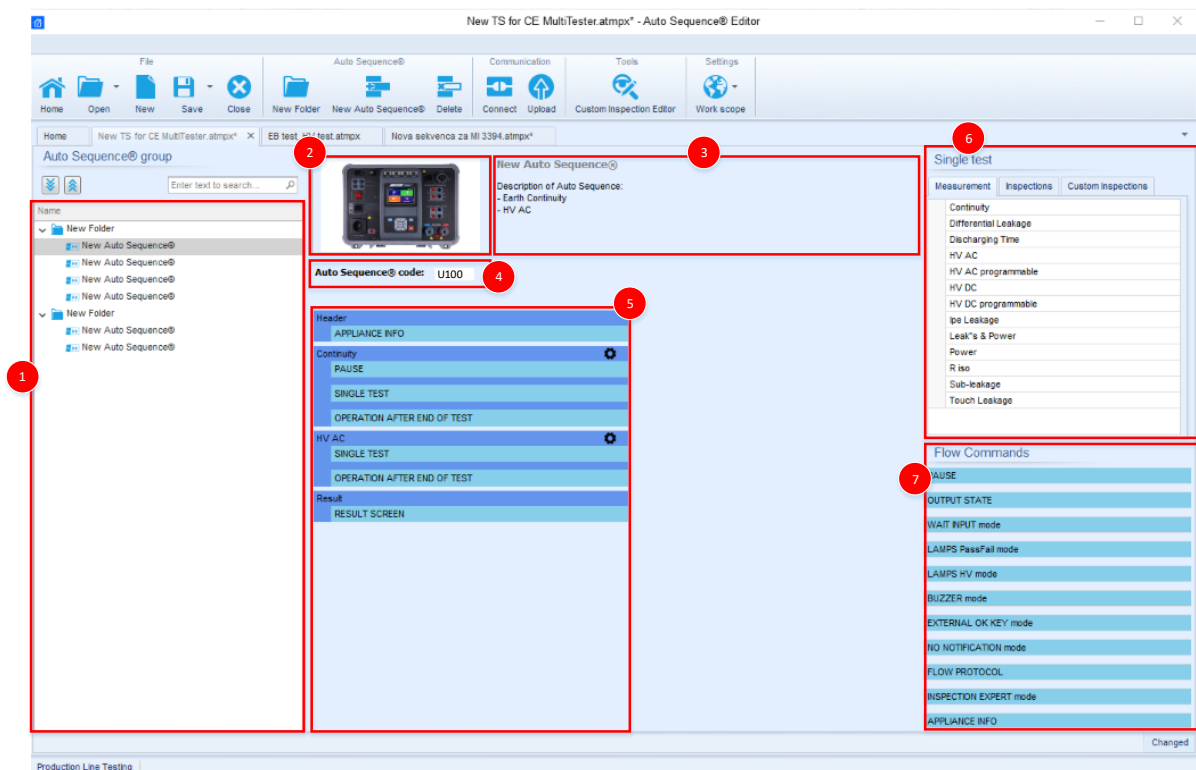 New TS for CE MultiTester.atmpx* - Auto Sequence® Editor
File
Auto Sequence®
Communication
Tools
Settings
Home
Open
New
Save
Close
New Folder
New Auto Sequence®
Delete
Connect
Upload
Custom Inspection Editor
Work scope
Home
New TS for CE MultiTester.atmpx*
EB test_HV test.atmpx
Nova sekvenca za MI 3394.atmpx*
Auto Sequence® group
Enter text to search...
Name
New Folder
New Auto Sequence®
New Auto Sequence®
New Auto Sequence®
New Auto Sequence®
New Folder
New Auto Sequence®
New Auto Sequence®
1
2
3
New Auto Sequence®
Description of Auto Sequence:
- Earth Continuity
- HV AC
Auto Sequence® code:
U100
4
5
Header
APPLIANCE INFO
Continuity
PAUSE
SINGLE TEST
OPERATION AFTER END OF TEST
HV AC
SINGLE TEST
OPERATION AFTER END OF TEST
Result
RESULT SCREEN
6
Single test
Measurement
Inspections
Custom Inspections
Continuity
Differential Leakage
Discharging Time
HV AC
HV AC programmable
HV DC
HV DC programmable
Ipe Leakage
Leak"s & Power
Power
R iso
Sub-leakage
Touch Leakage
Flow Commands
7
PAUSE
OUTPUT STATE
WAIT INPUT mode
LAMPS PassFail mode
LAMPS HV mode
BUZZER mode
EXTERNAL OK KEY mode
NO NOTIFICATION mode
FLOW PROTOCOL
INSPECTION EXPERT mode
APPLIANCE INFO
Changed
Production Line Testing